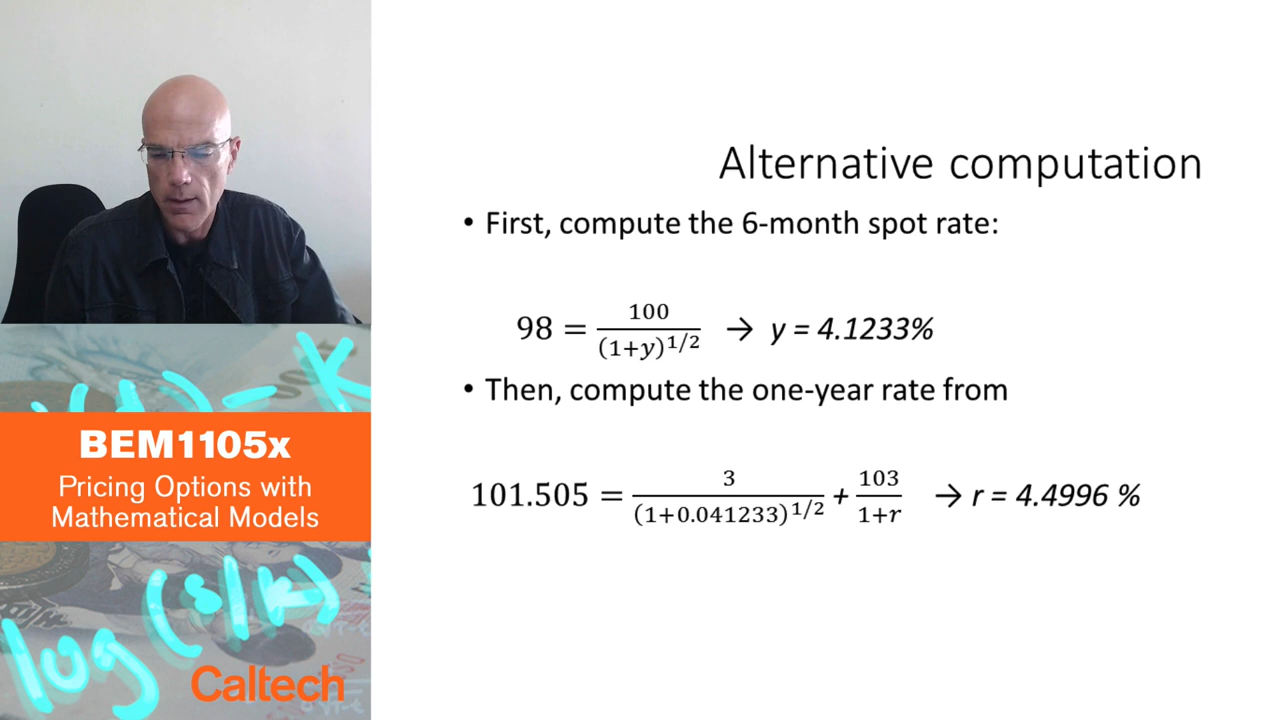 Alternative computation
• First, compute the 6-month spot rate:
98 = 100/(1+y)^1/2 → y = 4.1233%
• Then, compute the one-year rate from
101.505 = 3/(1+0.041233)^1/2 + 103/1+r → r = 4.4996 %
BEM1105x
Pricing Options with
Mathematical Models
log (S/K)
Caltech